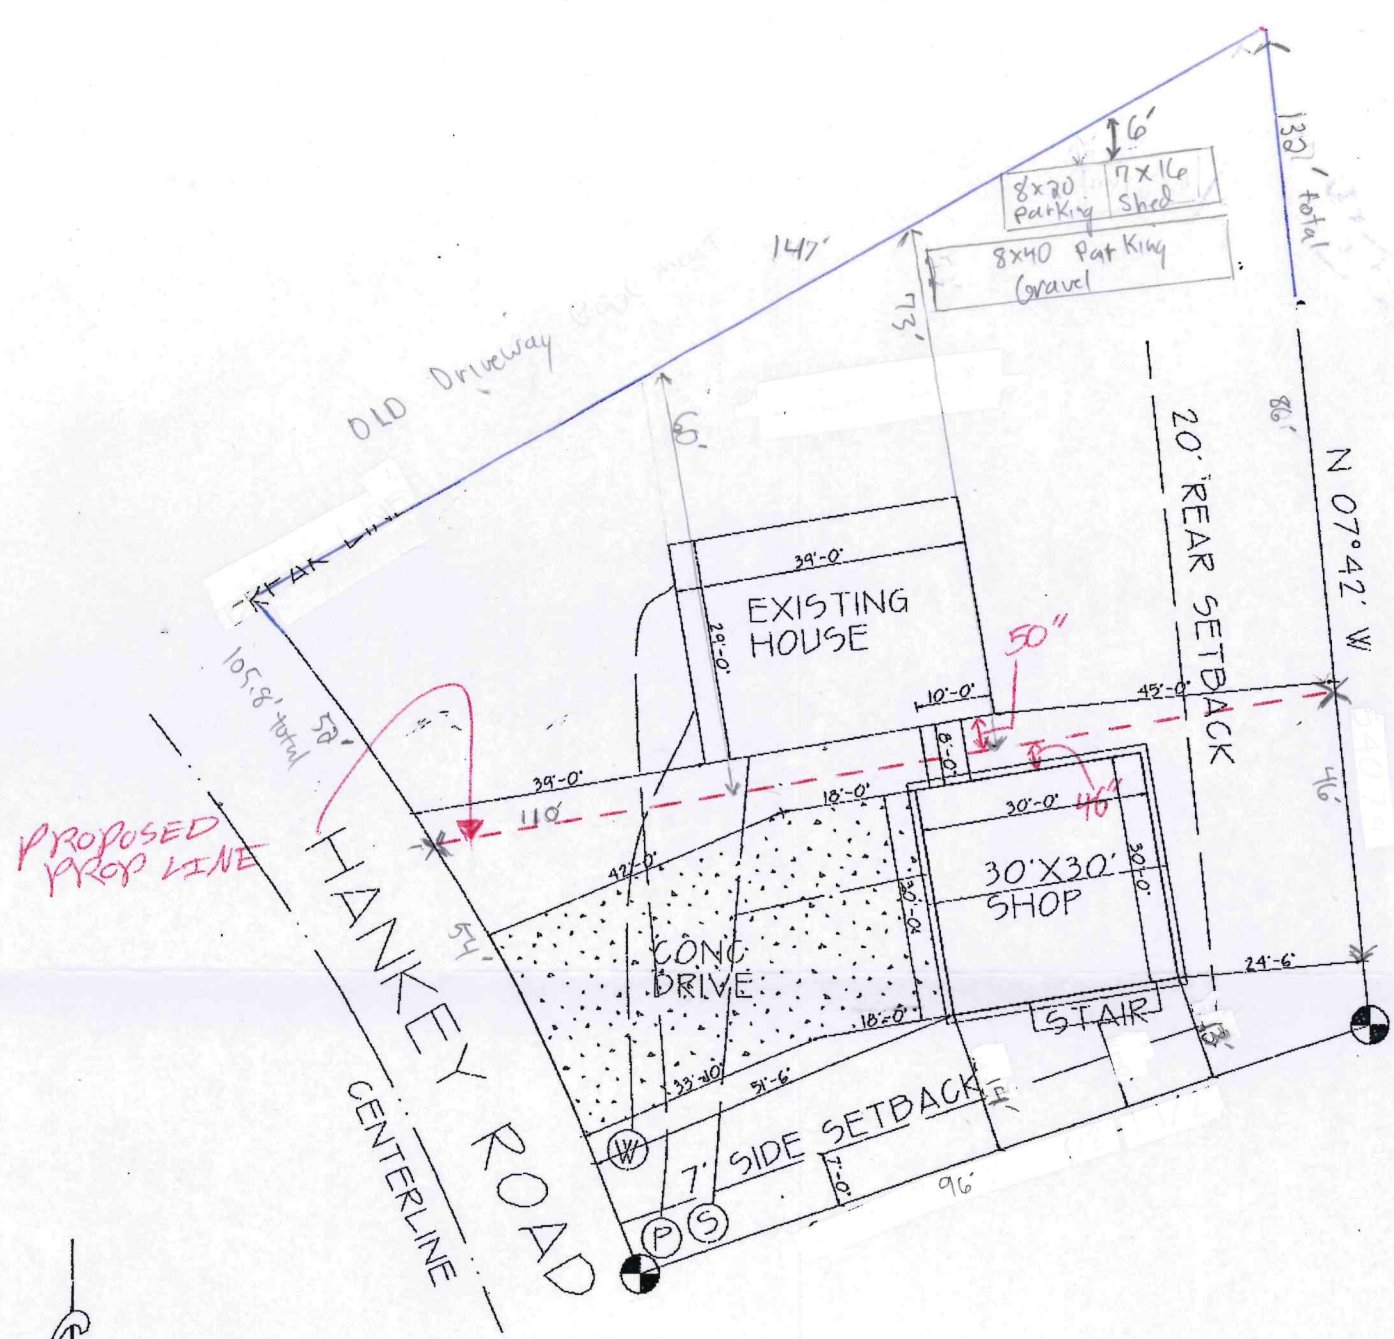 6'
132' total
8x20
parking
7x16
Shed
147'
8x40 Parking
Gravel
73'
OLD Driveway
86'
60'
20' REAR SETBACK
N 07°42' W
39'-0"
EXISTING
HOUSE
29'-0"
50"
10'-0"
45'-0"
105.8' total
52'
39'-0"
8'-0"
110'
18'-0"
30'-0"
46"
46'
PROPOSED
PROP LINE
42'-0"
30'X30'
SHOP
30'-0"
30'-0"
HANKEY ROAD
54'
CONC
DRIVE
24'-6"
18'-0"
STAIR
13'
33'-10"
51'-6"
CENTERLINE
W
7' SIDE SETBACK
7'-0"
96'
P
S